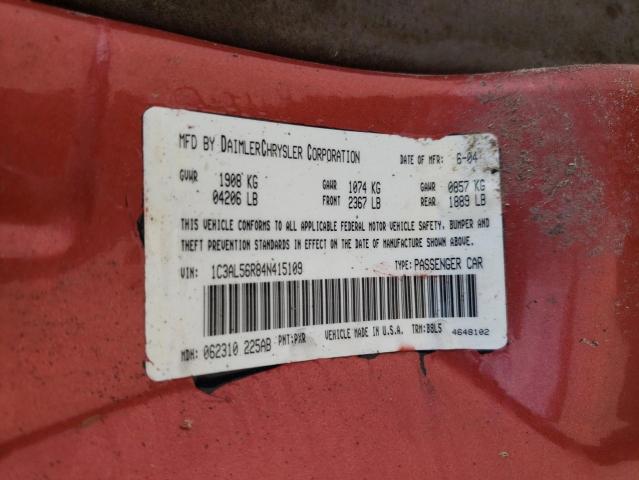 MFD BY DAIMLERCHRYSLER CORPORATION DATE OF MFR: 6-04
GVWR 1908 KG GAWR 1074 KG GAWR 0857 KG
04206 LB FRONT 2367 LB REAR 1889 LB
THIS VEHICLE CONFORMS TO ALL APPLICABLE FEDERAL MOTOR VEHICLE SAFETY, BUMPER AND
THEFT PREVENTION STANDARDS IN EFFECT ON THE DATE OF MANUFACTURE SHOWN ABOVE.
VIN: 1C3AL56R84N415109 TYPE: PASSENGER CAR
MDH: 062310 225AB PNT: PXR VEHICLE MADE IN U.S.A. TRM: B8L5 4648102